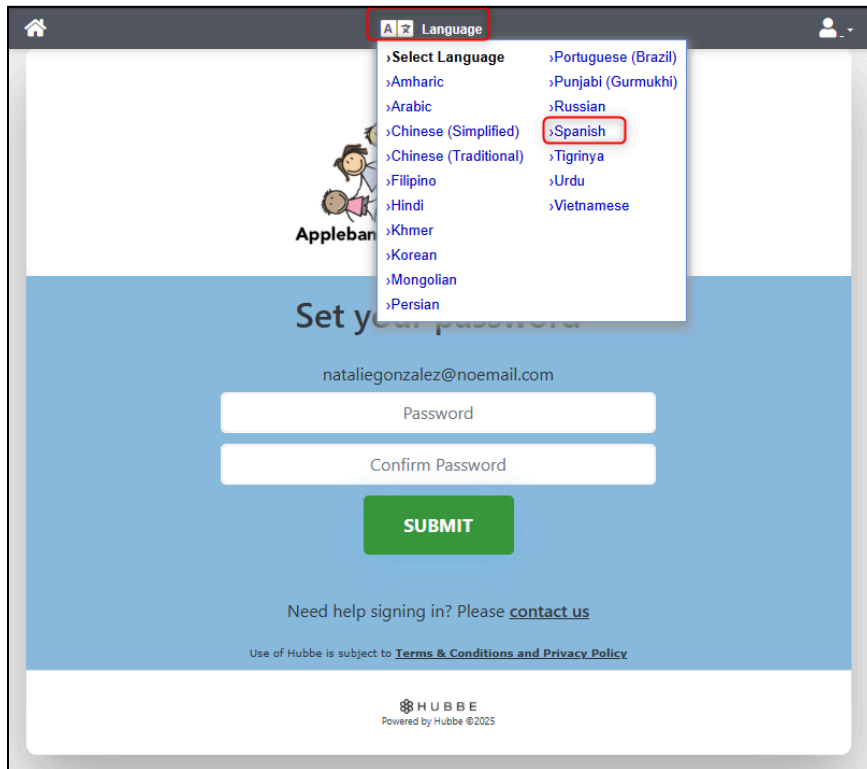 A 文 Language
›Select Language
›Amharic
›Arabic
›Chinese (Simplified)
›Chinese (Traditional)
›Filipino
›Hindi
›Khmer
›Korean
›Mongolian
›Persian
›Portuguese (Brazil)
›Punjabi (Gurmukhi)
›Russian
›Spanish
›Tigrinya
›Urdu
›Vietnamese
Set your password
nataliegonzalez@noemail.com
Password
Confirm Password
SUBMIT
Need help signing in? Please contact us
Use of Hubbe is subject to Terms & Conditions and Privacy Policy
HUBBE
Powered by Hubbe ©2025